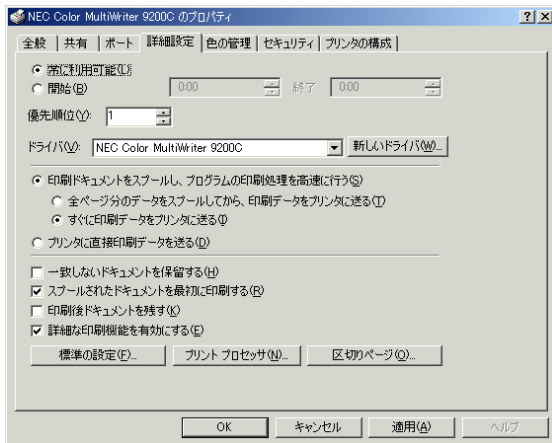 NEC Color MultiWriter 9200C のプロパティ
全般 共有 ポート 詳細設定 色の管理 セキュリティ プリンタの構成
常に利用可能(L)
開始(B) 0:00 終了 0:00
優先順位(Y): 1
ドライバ(V): NEC Color MultiWriter 9200C 新しいドライバ(W)...
印刷ドキュメントをスプールし、プログラムの印刷処理を高速に行う(S)
全ページ分のデータをスプールしてから、印刷データをプリンタに送る(T)
すぐに印刷データをプリンタに送る(I)
プリンタに直接印刷データを送る(D)
一致しないドキュメントを保留する(H)
スプールされたドキュメントを最初に印刷する(R)
印刷後ドキュメントを残す(K)
詳細な印刷機能を有効にする(E)
標準の設定(F)... プリント プロセッサ(N)... 区切りページ(O)...
OK キャンセル 適用(A) ヘルプ